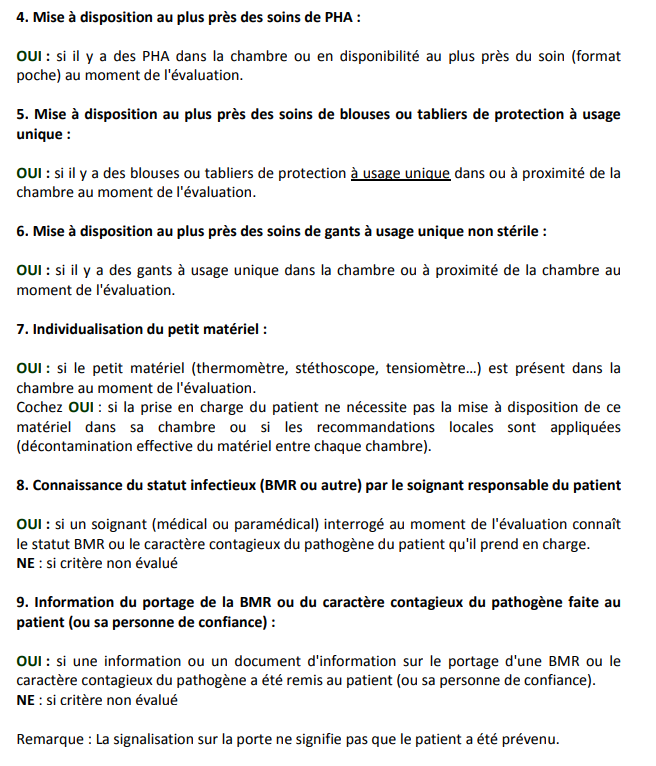 4. Mise à disposition au plus près des soins de PHA :
OUI : si il y a des PHA dans la chambre ou en disponibilité au plus près du soin (format
poche) au moment de l'évaluation.
5. Mise à disposition au plus près des soins de blouses ou tabliers de protection à usage
unique :
OUI : si il y a des blouses ou tabliers de protection à usage unique dans ou à proximité de la
chambre au moment de l'évaluation.
6. Mise à disposition au plus près des soins de gants à usage unique non stérile :
OUI : si il y a des gants à usage unique dans la chambre ou à proximité de la chambre au
moment de l'évaluation.
7. Individualisation du petit matériel :
OUI : si le petit matériel (thermomètre, stéthoscope, tensiomètre...) est présent dans la
chambre au moment de l'évaluation.
Cochez OUI : si la prise en charge du patient ne nécessite pas la mise à disposition de ce
matériel dans sa chambre ou si les recommandations locales sont appliquées
(décontamination effective du matériel entre chaque chambre).
8. Connaissance du statut infectieux (BMR ou autre) par le soignant responsable du patient
OUI : si un soignant (médical ou paramédical) interrogé au moment de l'évaluation connaît
le statut BMR ou le caractère contagieux du pathogène du patient qu'il prend en charge.
NE : si critère non évalué
9. Information du portage de la BMR ou du caractère contagieux du pathogène faite au
patient (ou sa personne de confiance) :
OUI : si une information ou un document d'information sur le portage d'une BMR ou le
caractère contagieux du pathogène a été remis au patient (ou sa personne de confiance).
NE : si critère non évalué
Remarque : La signalisation sur la porte ne signifie pas que le patient a été prévenu.